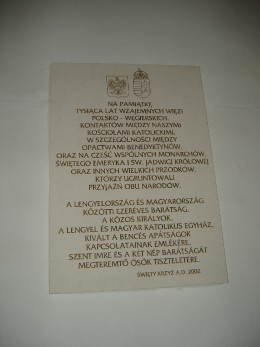 NA PAMIĄTKĘ
TYSIĄCA LAT WZAJEMNYCH WIĘZI
POLSKO - WĘGIERSKICH,
KONTAKTÓW MIĘDZY NASZYMI
KOŚCIOŁAMI KATOLICKIMI,
W SZCZEGÓLNOŚCI MIĘDZY
OPACTWAMI BENEDYKTYNÓW,
ORAZ NA CZEŚĆ WSPÓLNYCH MONARCHÓW,
ŚWIĘTEGO EMERYKA I ŚW. JADWIGI KRÓLOWEJ
ORAZ INNYCH WIELKICH PRZODKÓW,
KTÓRZY UGRUNTOWALI
PRZYJAŹŃ OBU NARODÓW.
A LENGYELORSZÁG ÉS MAGYARORSZÁG
KÖZÖTTI EZERÉVES BARÁTSÁG,
A KÖZÖS KIRÁLYOK,
A LENGYEL ÉS MAGYAR KATOLIKUS EGYHÁZ,
KIVÁLT A BENCÉS APÁTSÁGOK
KAPCSOLATAINAK EMLÉKÉRE,
SZENT IMRE ÉS A KÉT NÉP BARÁTSÁGÁT
MEGTEREMTŐ ŐSÖK TISZTELETÉRE.
ŚWIĘTY KRZYŻ A.D. 2002